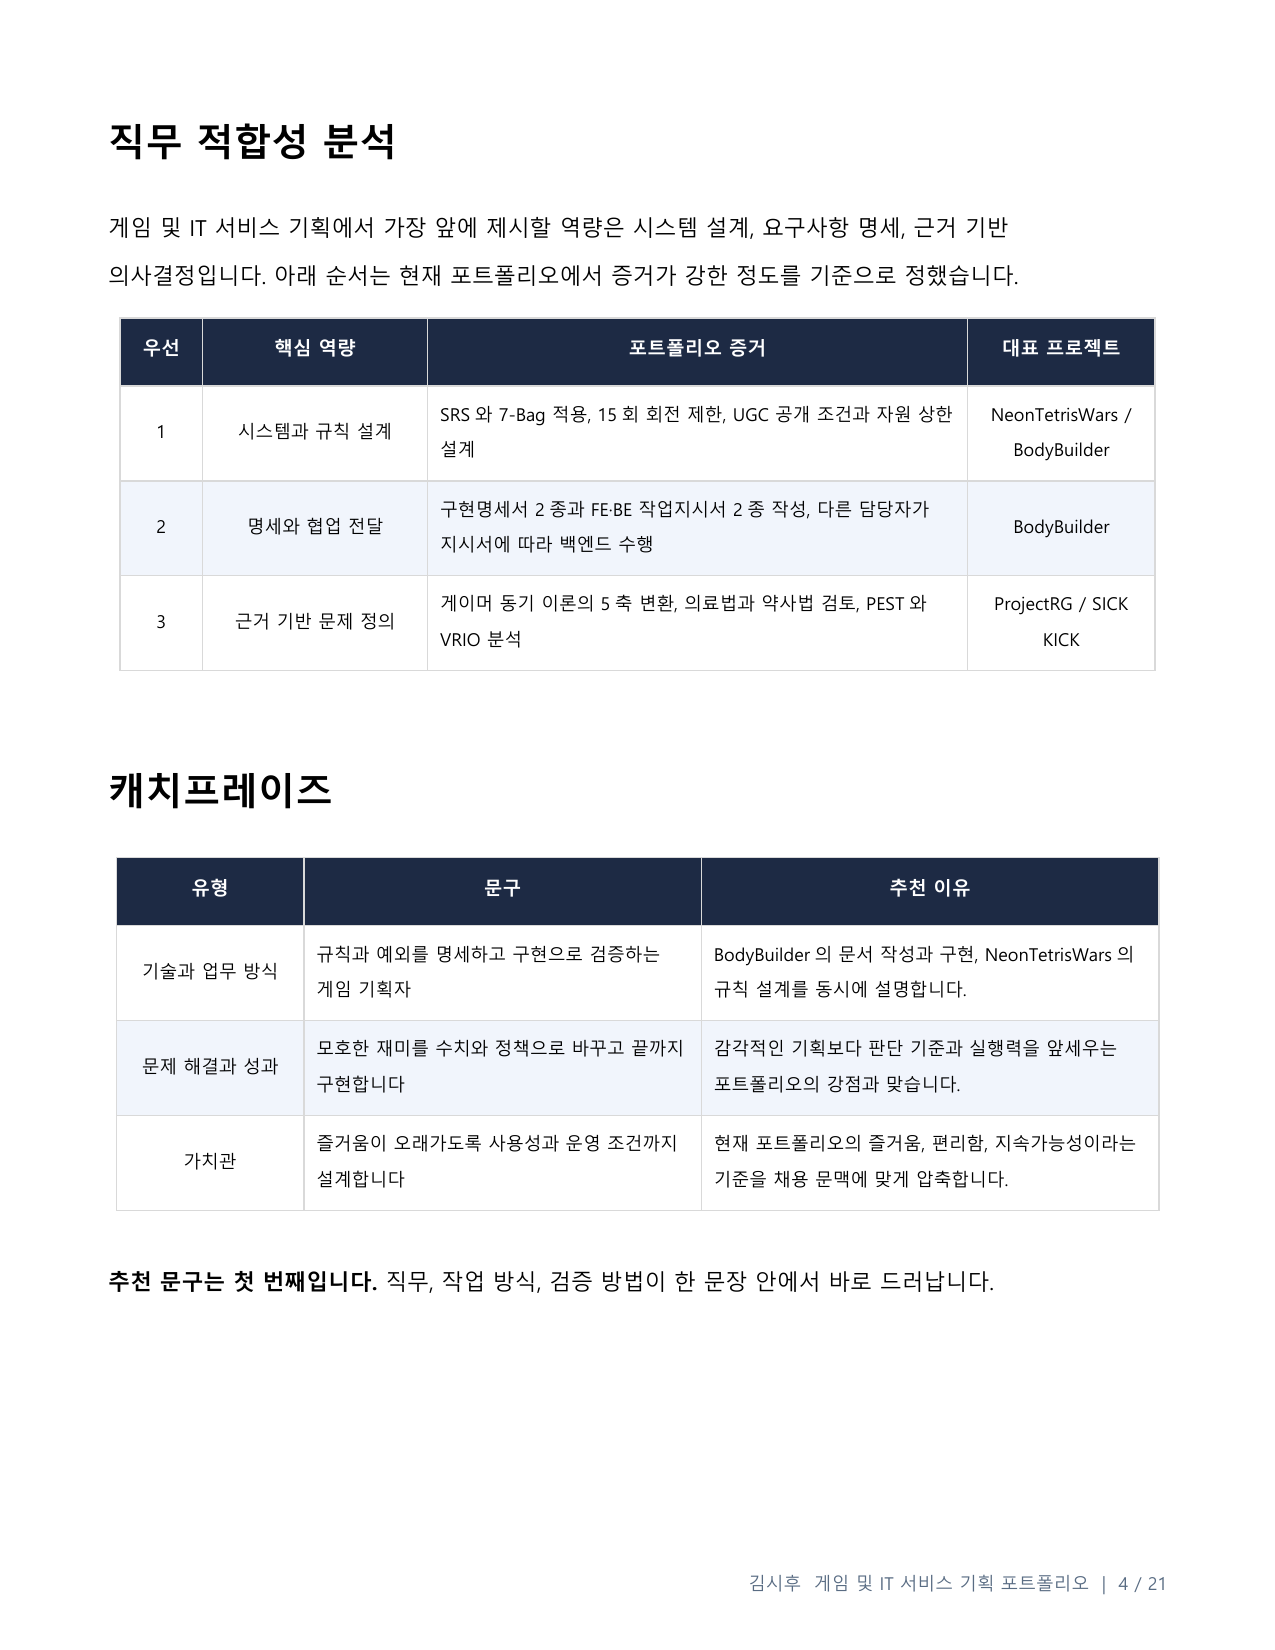 직무 적합성 분석
게임 및 IT 서비스 기획에서 가장 앞에 제시할 역량은 시스템 설계, 요구사항 명세, 근거 기반
의사결정입니다. 아래 순서는 현재 포트폴리오에서 증거가 강한 정도를 기준으로 정했습니다.
우선 핵심 역량 포트폴리오 증거 대표 프로젝트
1 시스템과 규칙 설계 SRS 와 7-Bag 적용, 15 회 회전 제한, UGC 공개 조건과 자원 상한 NeonTetrisWars /
설계 BodyBuilder
2 명세와 협업 전달 구현명세서 2 종과 FE·BE 작업지시서 2 종 작성, 다른 담당자가 BodyBuilder
지시서에 따라 백엔드 수행
3 근거 기반 문제 정의 게이머 동기 이론의 5 축 변환, 의료법과 약사법 검토, PEST 와 ProjectRG / SICK
VRIO 분석 KICK
캐치프레이즈
유형 문구 추천 이유
기술과 업무 방식 규칙과 예외를 명세하고 구현으로 검증하는 BodyBuilder 의 문서 작성과 구현, NeonTetrisWars 의
게임 기획자 규칙 설계를 동시에 설명합니다.
문제 해결과 성과 모호한 재미를 수치와 정책으로 바꾸고 끝까지 감각적인 기획보다 판단 기준과 실행력을 앞세우는
구현합니다 포트폴리오의 강점과 맞습니다.
가치관 즐거움이 오래가도록 사용성과 운영 조건까지 현재 포트폴리오의 즐거움, 편리함, 지속가능성이라는
설계합니다 기준을 채용 문맥에 맞게 압축합니다.
추천 문구는 첫 번째입니다. 직무, 작업 방식, 검증 방법이 한 문장 안에서 바로 드러납니다.
김시후 게임 및 IT 서비스 기획 포트폴리오 | 4 / 21